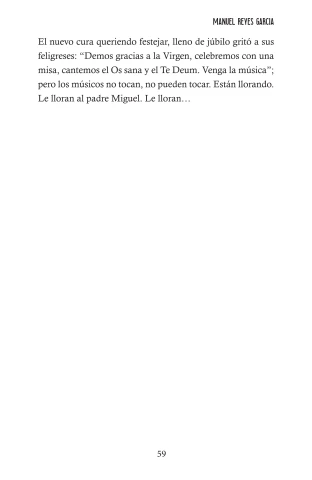 MANUEL REYES GARCIA
El nuevo cura queriendo festejar, lleno de júbilo gritó a sus
feligreses: “Demos gracias a la Virgen, celebremos con una
misa, cantemos el Os sana y el Te Deum. Venga la música”;
pero los músicos no tocan, no pueden tocar. Están llorando.
Le lloran al padre Miguel. Le lloran…
59